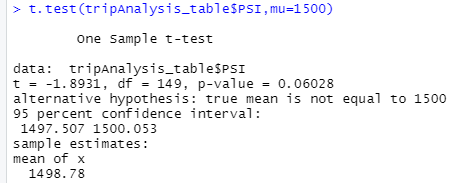 > t.test(tripAnalysis_table$PSI,mu=1500)
One Sample t-test
data:  tripAnalysis_table$PSI
t = -1.8931, df = 149, p-value = 0.06028
alternative hypothesis: true mean is not equal to 1500
95 percent confidence interval:
1497.507 1500.053
sample estimates:
mean of x
1498.78